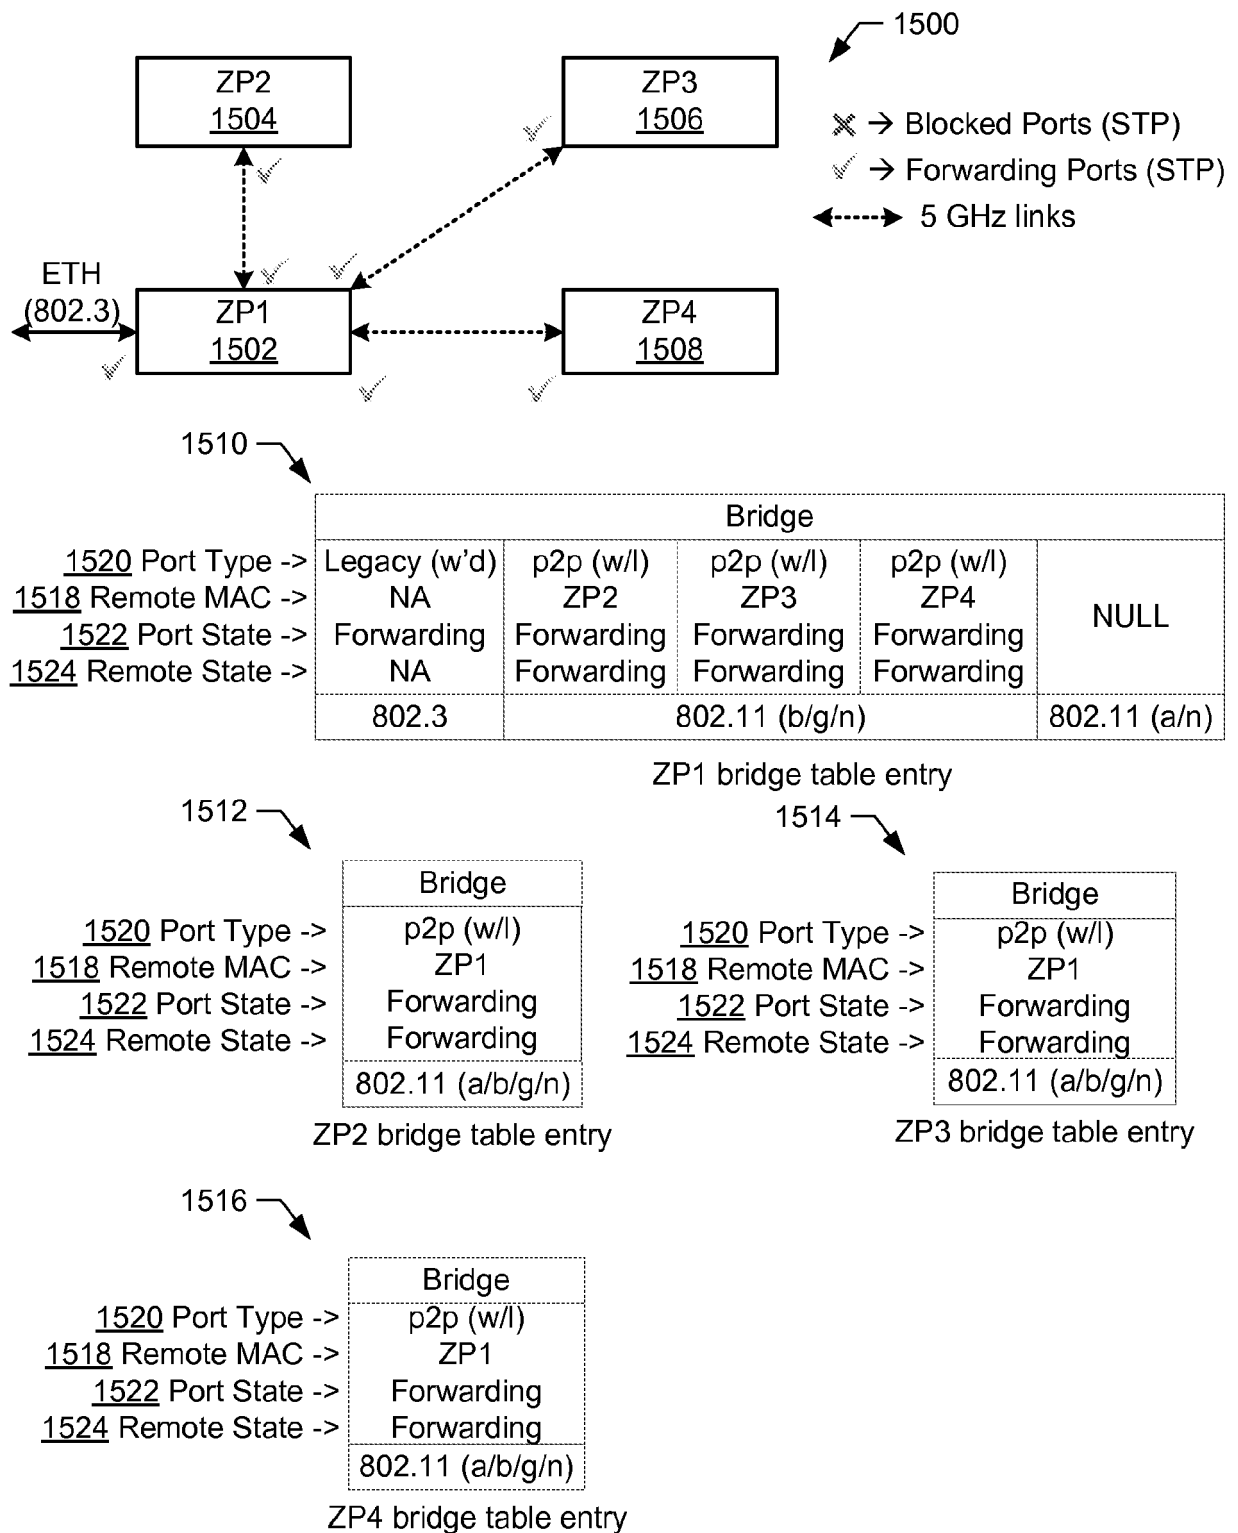 1500
ZP2
1504
ZP3
1506
→ Blocked Ports (STP)
→ Forwarding Ports (STP)
5 GHz links
ETH
(802.3)
ZP1
1502
ZP4
1508
1510
Bridge
1520 Port Type -> Legacy (w'd) p2p (w/l) p2p (w/l) p2p (w/l)
1518 Remote MAC -> NA ZP2 ZP3 ZP4 NULL
1522 Port State -> Forwarding Forwarding Forwarding Forwarding
1524 Remote State -> NA Forwarding Forwarding Forwarding
802.3 802.11 (b/g/n) 802.11 (a/n)
ZP1 bridge table entry
1512
Bridge
1520 Port Type -> p2p (w/l)
1518 Remote MAC -> ZP1
1522 Port State -> Forwarding
1524 Remote State -> Forwarding
802.11 (a/b/g/n)
ZP2 bridge table entry
1514
Bridge
1520 Port Type -> p2p (w/l)
1518 Remote MAC -> ZP1
1522 Port State -> Forwarding
1524 Remote State -> Forwarding
802.11 (a/b/g/n)
ZP3 bridge table entry
1516
Bridge
1520 Port Type -> p2p (w/l)
1518 Remote MAC -> ZP1
1522 Port State -> Forwarding
1524 Remote State -> Forwarding
802.11 (a/b/g/n)
ZP4 bridge table entry